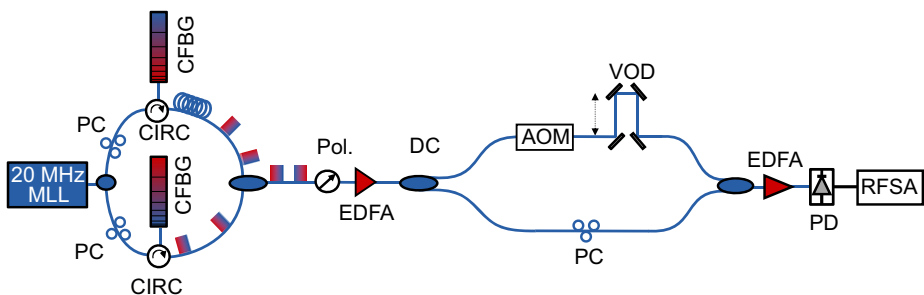 CFBG
PC
CIRC
20 MHz
MLL
CFBG
PC
CIRC
Pol.
EDFA
DC
AOM
VOD
PC
EDFA
PD
RFSA